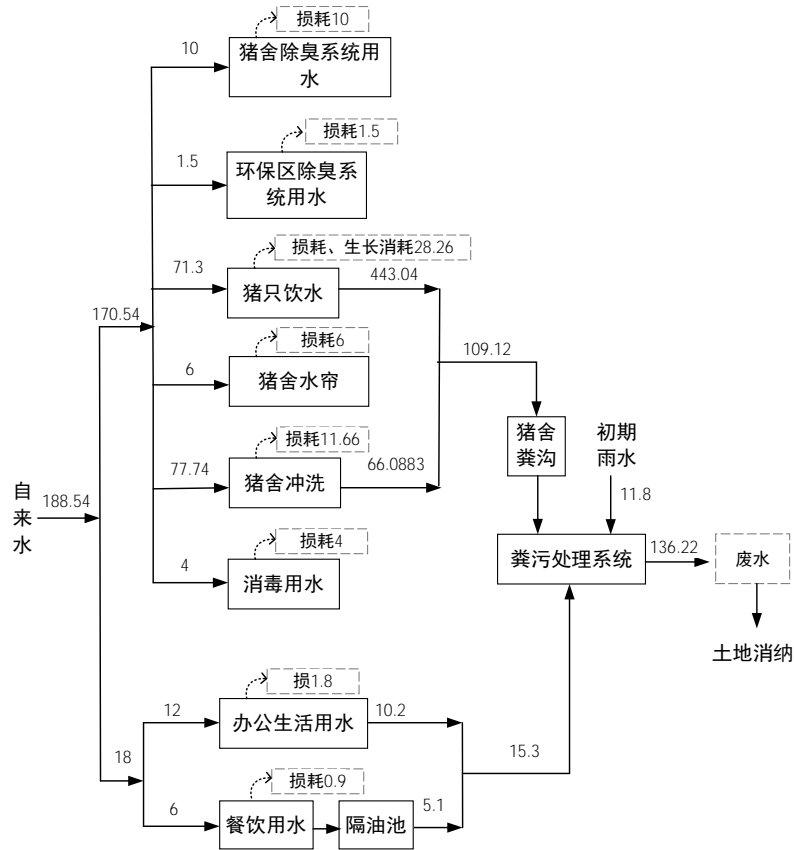 损耗10
10
猪舍除臭系统用
水
损耗1.5
1.5
环保区除臭系
统用水
损耗、生长消耗28.26
71.3
猪只饮水
443.04
170.54
损耗6
6
猪舍水帘
109.12
损耗11.66
77.74
猪舍冲洗
66.0883
猪舍
粪沟
初期
雨水
11.8
自
来
水
188.54
损耗4
4
消毒用水
粪污处理系统
136.22
废水
土地消纳
损1.8
12
办公生活用水
10.2
18
15.3
损耗0.9
6
餐饮用水
隔油池
5.1